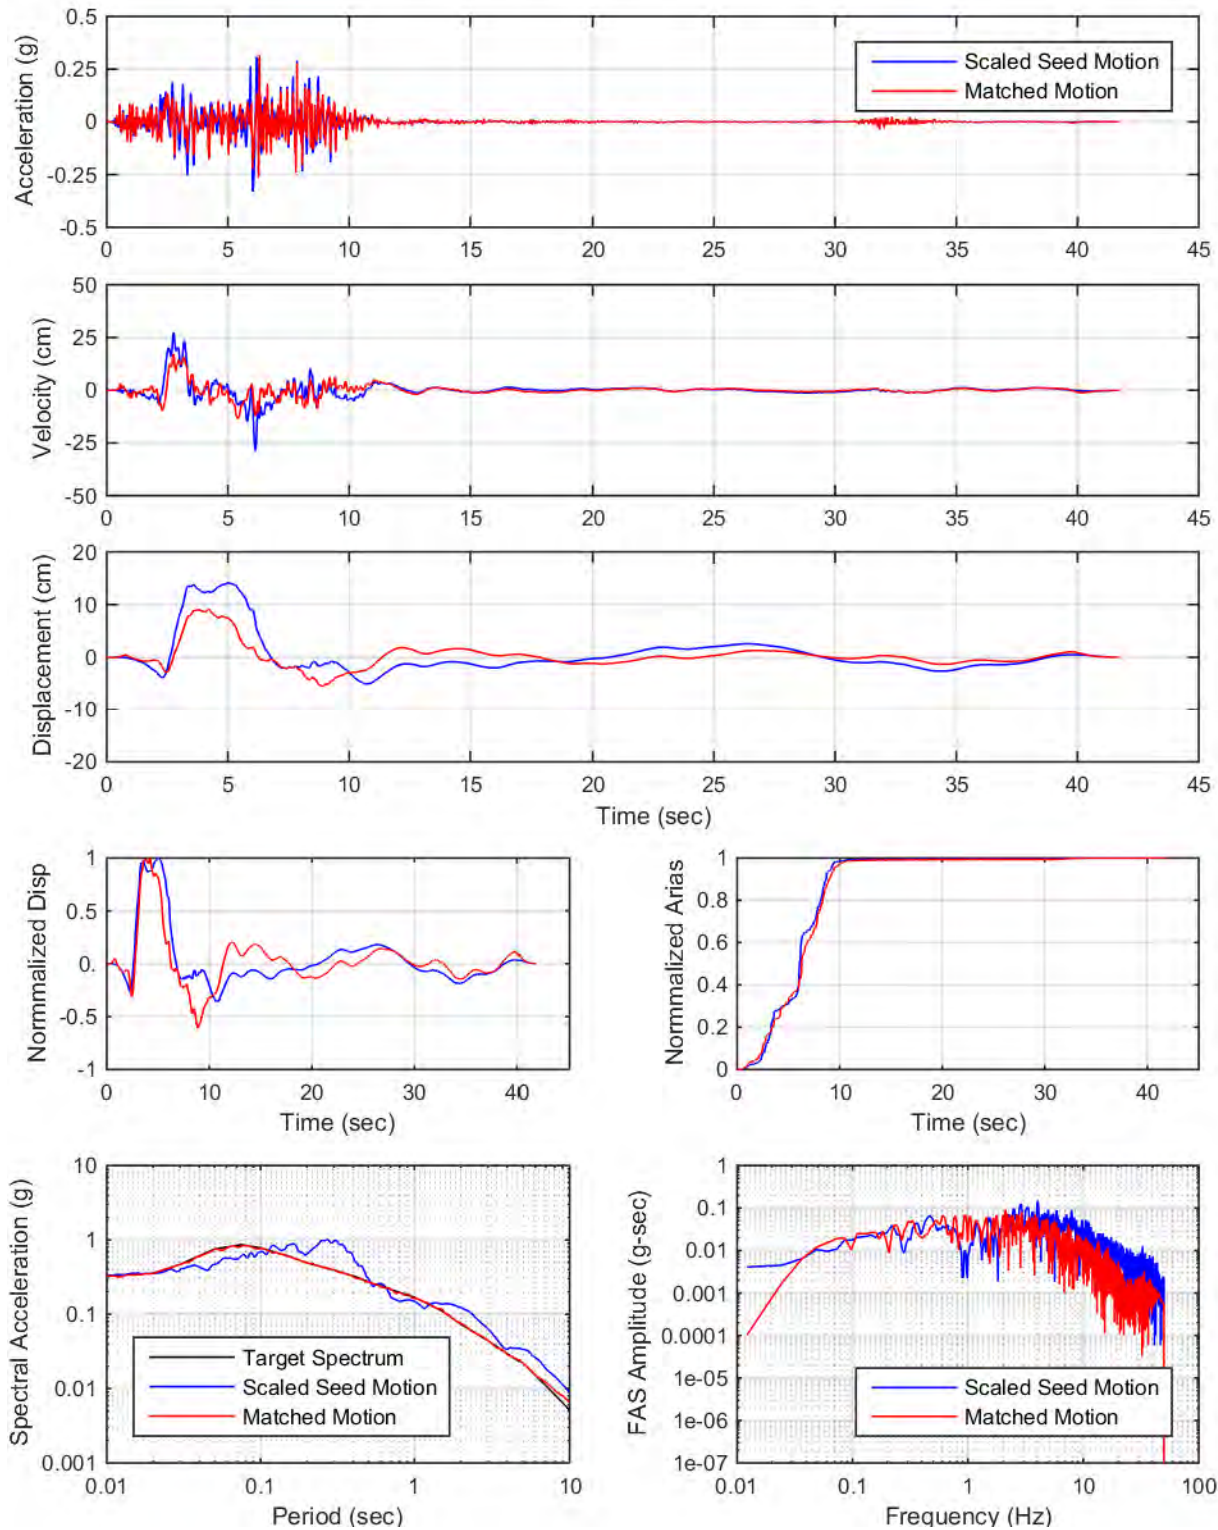 0.5
0.25
0
-0.25
-0.5
Acceleration (g)
Scaled Seed Motion
Matched Motion
0 5 10 15 20 25 30 35 40 45
50
25
0
-25
-50
Velocity (cm)
0 5 10 15 20 25 30 35 40 45
20
10
0
-10
-20
Displacement (cm)
0 5 10 15 20 25 30 35 40 45
Time (sec)
1
0.5
0
-0.5
-1
Normmalized Disp
0 10 20 30 40
Time (sec)
1
0.8
0.6
0.4
0.2
0
Normmalized Arias
0 10 20 30 40
Time (sec)
10
1
0.1
0.01
0.001
Spectral Acceleration (g)
Target Spectrum
Scaled Seed Motion
Matched Motion
0.01 0.1 1 10
Period (sec)
1
0.1
0.01
0.001
0.0001
1e-05
1e-06
1e-07
FAS Amplitude (g-sec)
Scaled Seed Motion
Matched Motion
0.01 0.1 1 10 100
Frequency (Hz)